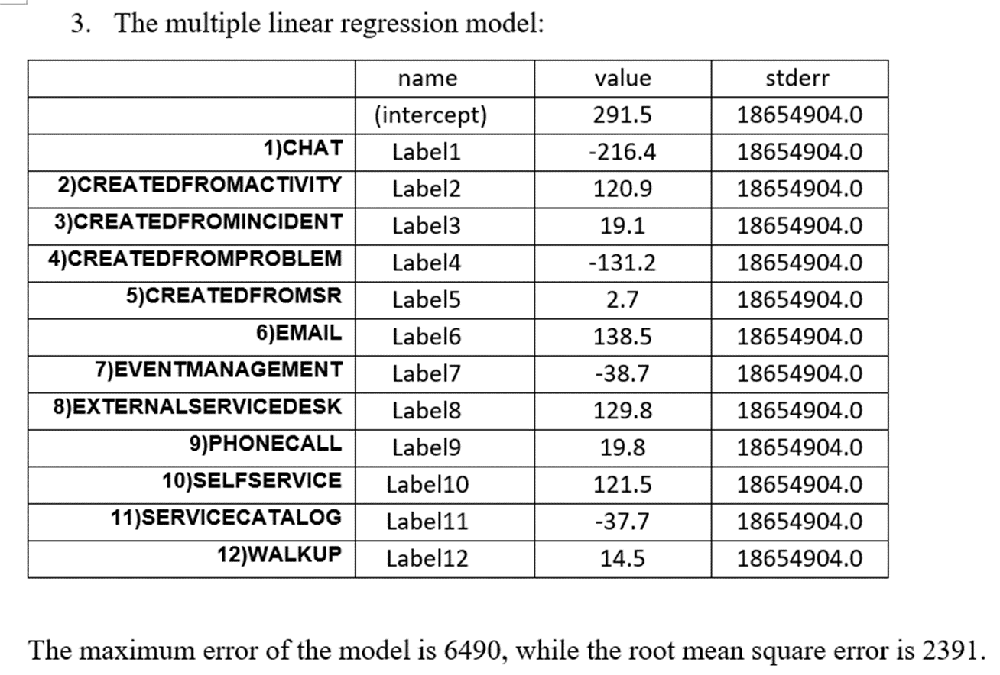 3. The multiple linear regression model:
name value stderr
(intercept) 291.5 18654904.0
1)CHAT Label1 -216.4 18654904.0
2)CREATEDFROMACTIVITY Label2 120.9 18654904.0
3)CREATEDFROMINCIDENT Label3 19.1 18654904.0
4)CREATEDFROMPROBLEM Label4 -131.2 18654904.0
5)CREATEDFROMSR Label5 2.7 18654904.0
6)EMAIL Label6 138.5 18654904.0
7)EVENTMANAGEMENT Label7 -38.7 18654904.0
8)EXTERNALSERVICEDESK Label8 129.8 18654904.0
9)PHONECALL Label9 19.8 18654904.0
10)SELFSERVICE Label10 121.5 18654904.0
11)SERVICECATALOG Label11 -37.7 18654904.0
12)WALKUP Label12 14.5 18654904.0
The maximum error of the model is 6490, while the root mean square error is 2391.